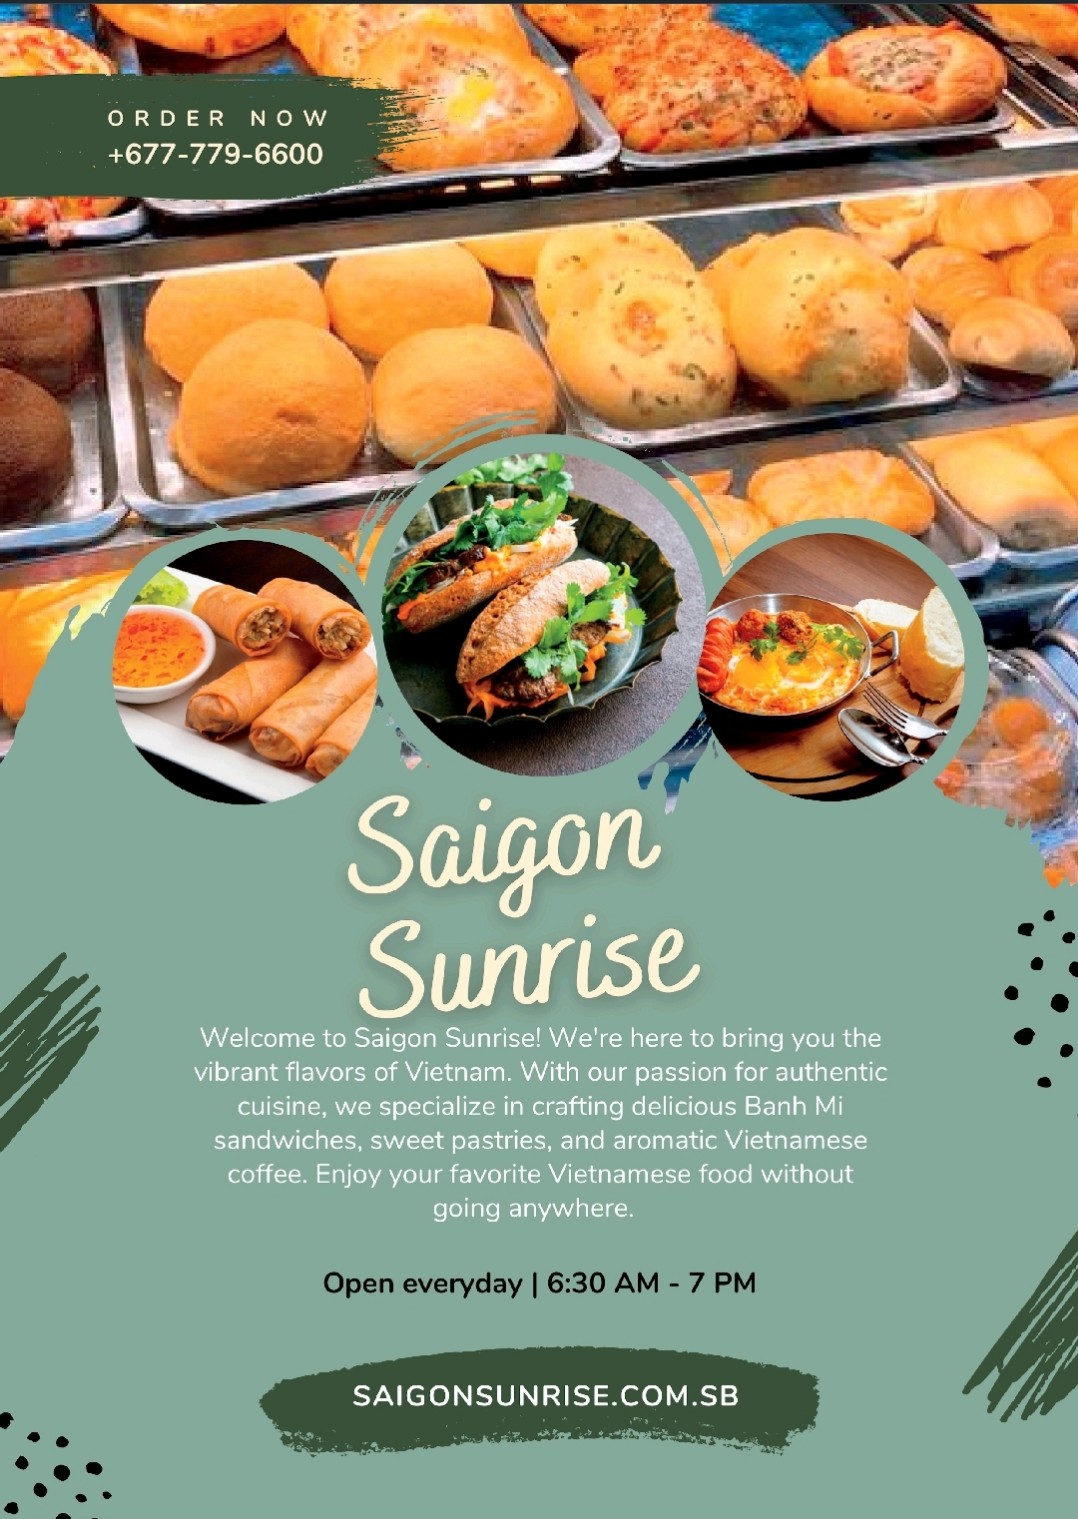 ORDER NOW
+677-779-6600
Saigon
Sunrise
Welcome to Saigon Sunrise! We're here to bring you the
vibrant flavors of Vietnam. With our passion for authentic
cuisine, we specialize in crafting delicious Banh Mi
sandwiches, sweet pastries, and aromatic Vietnamese
coffee. Enjoy your favorite Vietnamese food without
going anywhere.
Open everyday | 6:30 AM - 7 PM
SAIGONSUNRISE.COM.SB